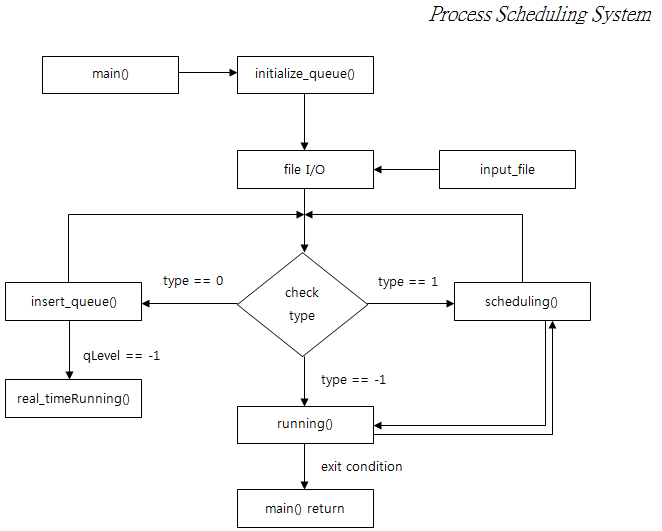 Process Scheduling System
main()
initialize_queue()
file I/O
input_file
type == 0
check
type
type == 1
insert_queue()
scheduling()
qLevel == -1
type == -1
real_timeRunning()
running()
exit condition
main() return